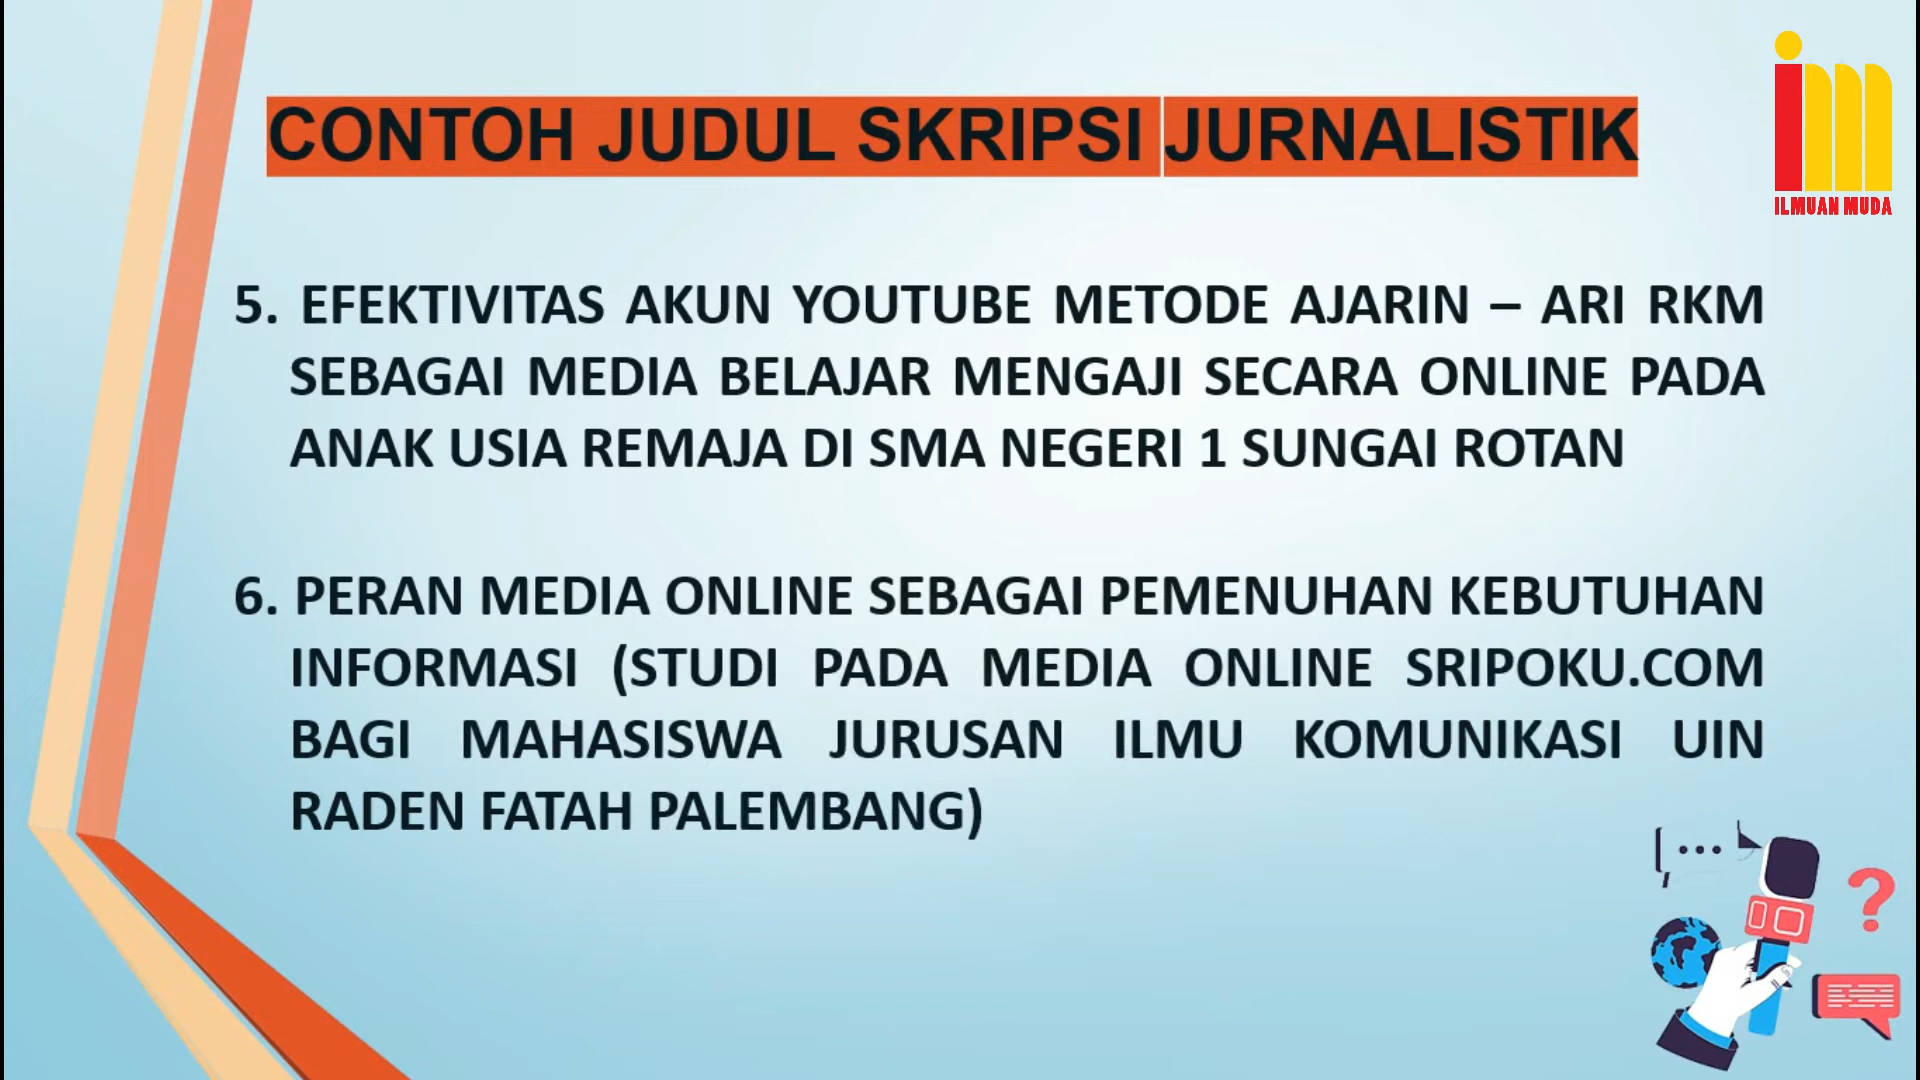 CONTOH JUDUL SKRIPSI JURNALISTIK
ILMUAN MUDA
5. EFEKTIVITAS AKUN YOUTUBE METODE AJARIN – ARI RKM
SEBAGAI MEDIA BELAJAR MENGAJI SECARA ONLINE PADA
ANAK USIA REMAJA DI SMA NEGERI 1 SUNGAI ROTAN
6. PERAN MEDIA ONLINE SEBAGAI PEMENUHAN KEBUTUHAN
INFORMASI (STUDI PADA MEDIA ONLINE SRIPOKU.COM
BAGI MAHASISWA JURUSAN ILMU KOMUNIKASI UIN
RADEN FATAH PALEMBANG)